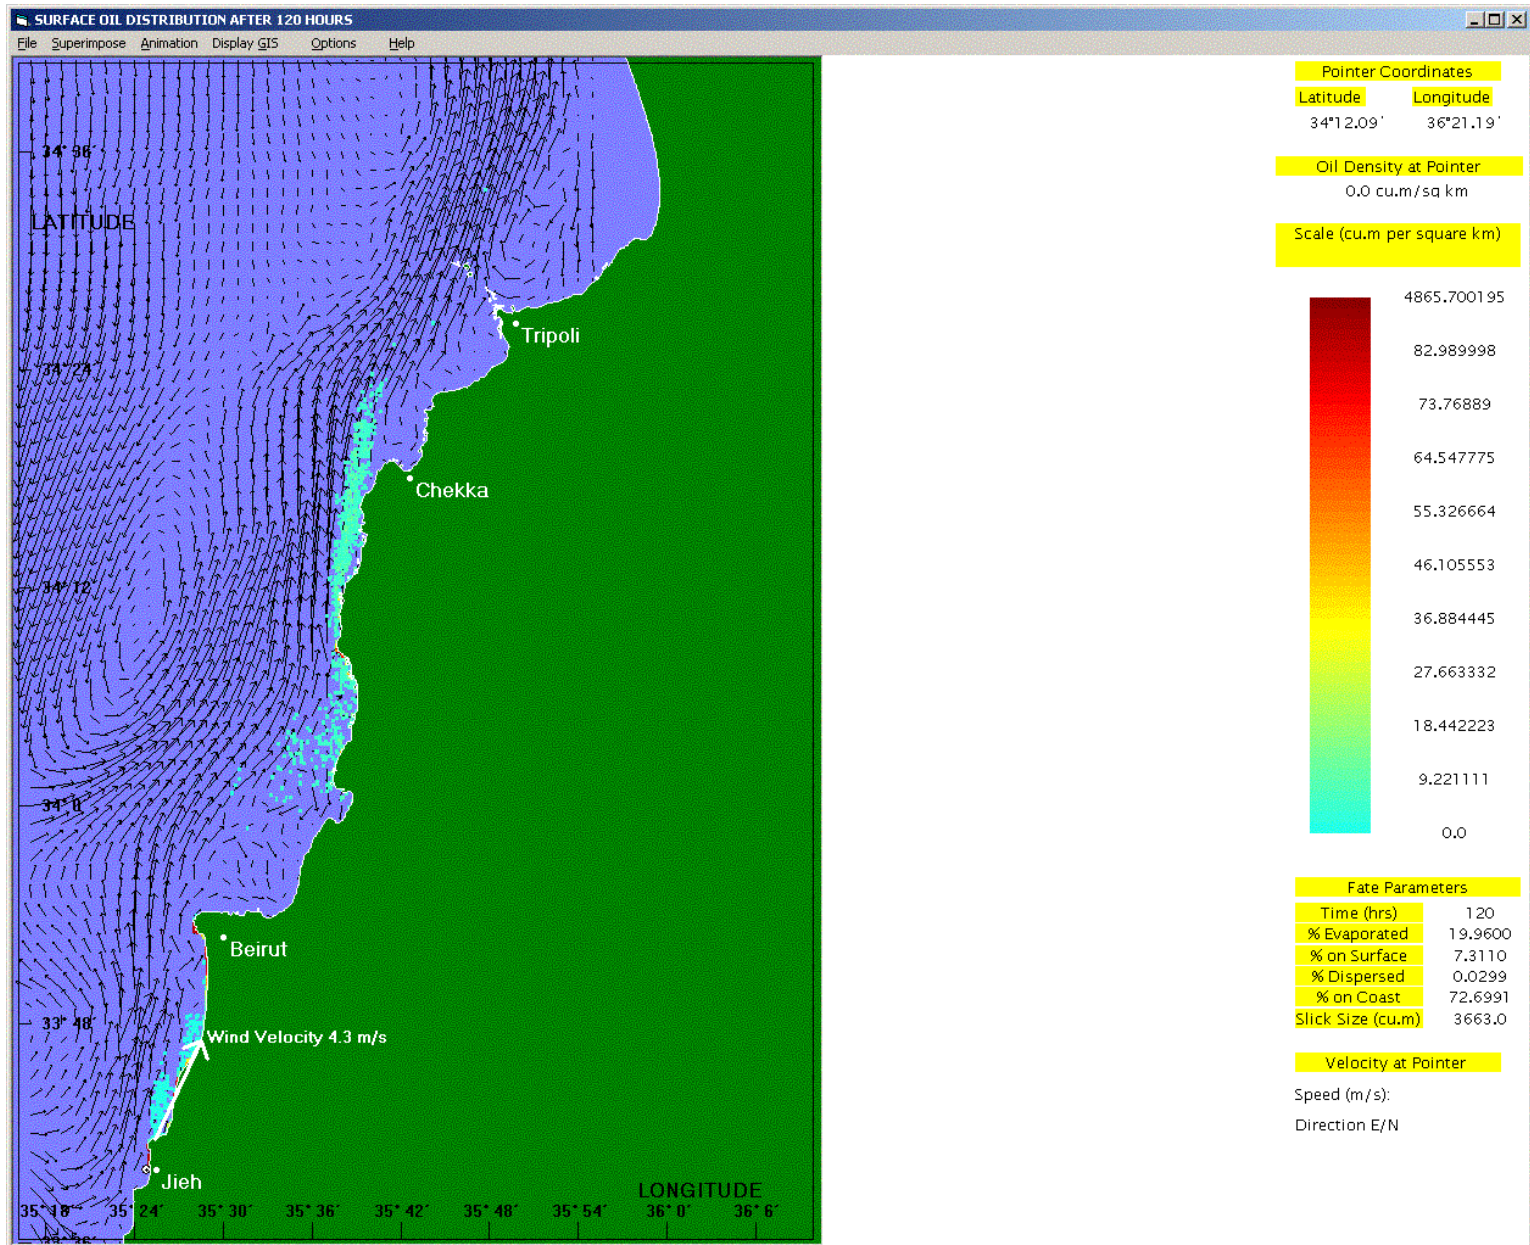 SURFACE OIL DISTRIBUTION AFTER 120 HOURS
File Superimpose Animation Display GIS Options Help
Pointer Coordinates
Latitude Longitude
34°12.09' 36°21.19'
Oil Density at Pointer
0.0 cu.m/sq km
Scale (cu.m per square km)
4865.700195
82.989998
73.76889
64.547775
55.326664
46.105553
36.884445
27.663332
18.442223
9.221111
0.0
Fate Parameters
Time (hrs) 120
% Evaporated 19.9600
% on Surface 7.3110
% Dispersed 0.0299
% on Coast 72.6991
Slick Size (cu.m) 3663.0
Velocity at Pointer
Speed (m/s):
Direction E/N
34° 36'
LATITUDE
Tripoli
34° 24'
Chekka
34° 12'
34° 0'
Beirut
33° 48'
Wind Velocity 4.3 m/s
Jieh
LONGITUDE
35° 18' 35° 24' 35° 30' 35° 36' 35° 42' 35° 48' 35° 54' 36° 0' 36° 6'